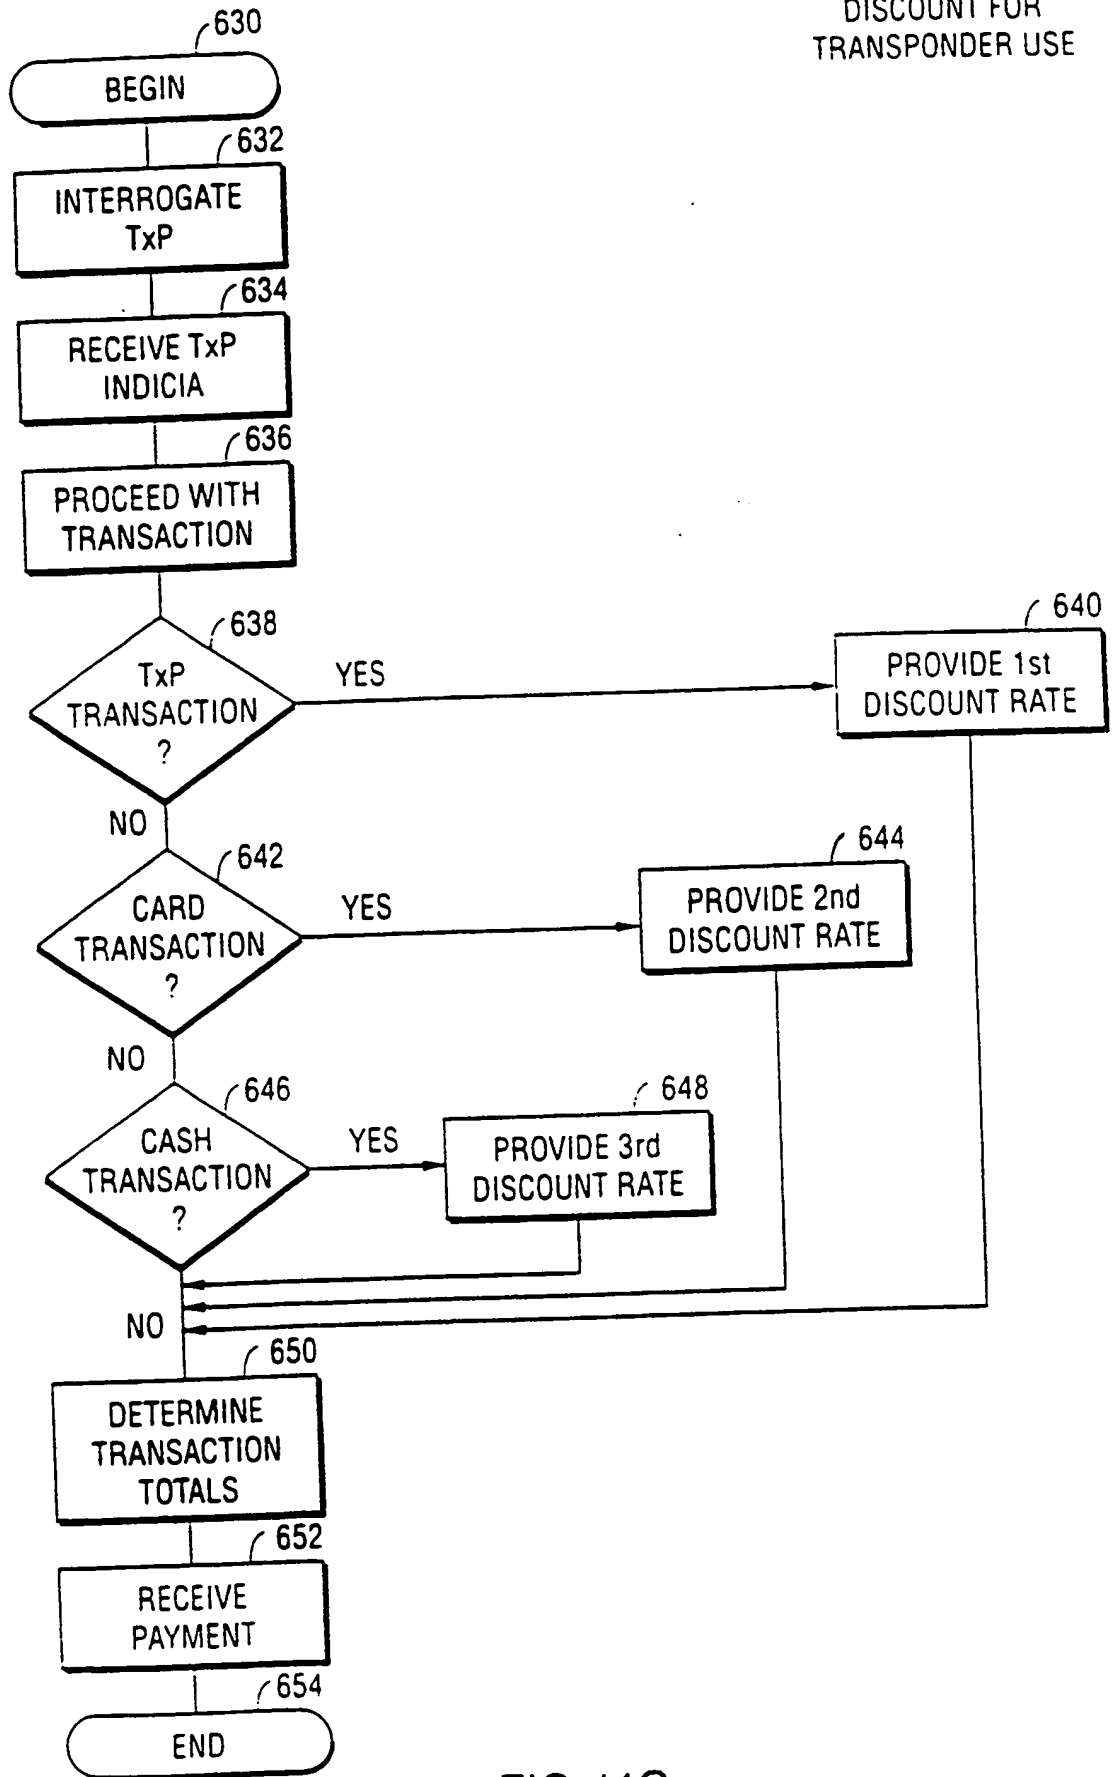 DISCOUNT FOR
TRANSPONDER USE
630
BEGIN
632
INTERROGATE
TxP
634
RECEIVE TxP
INDICIA
636
PROCEED WITH
TRANSACTION
638
TxP
TRANSACTION
?
YES
640
PROVIDE 1st
DISCOUNT RATE
NO
642
CARD
TRANSACTION
?
YES
644
PROVIDE 2nd
DISCOUNT RATE
NO
646
CASH
TRANSACTION
?
YES
648
PROVIDE 3rd
DISCOUNT RATE
NO
650
DETERMINE
TRANSACTION
TOTALS
652
RECEIVE
PAYMENT
654
END